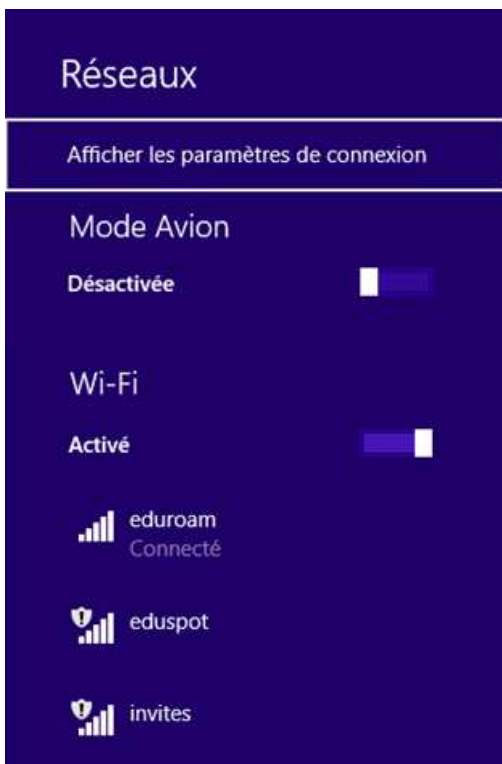 Réseaux
Afficher les paramètres de connexion
Mode Avion
Désactivée
Wi-Fi
Activé
eduroam
Connecté
eduspot
invites